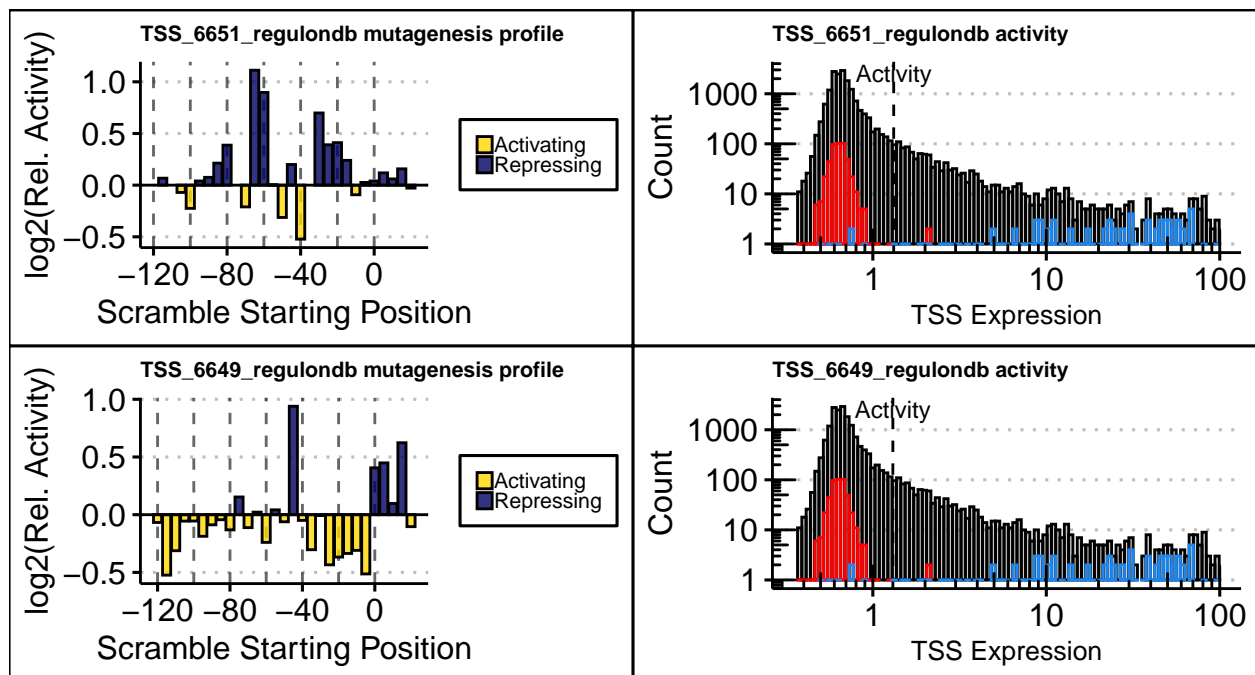 TSS_6651_regulondb mutagenesis profile
log2(Rel. Activity)
1.0
0.5
0.0
−0.5
−120 −80 −40 0
Scramble Starting Position
Activating
Repressing
TSS_6651_regulondb activity
Activity
Count
1000
100
10
1
1 10 100
TSS Expression
TSS_6649_regulondb mutagenesis profile
log2(Rel. Activity)
1.0
0.5
0.0
−0.5
−120 −80 −40 0
Scramble Starting Position
Activating
Repressing
TSS_6649_regulondb activity
Activity
Count
1000
100
10
1
1 10 100
TSS Expression